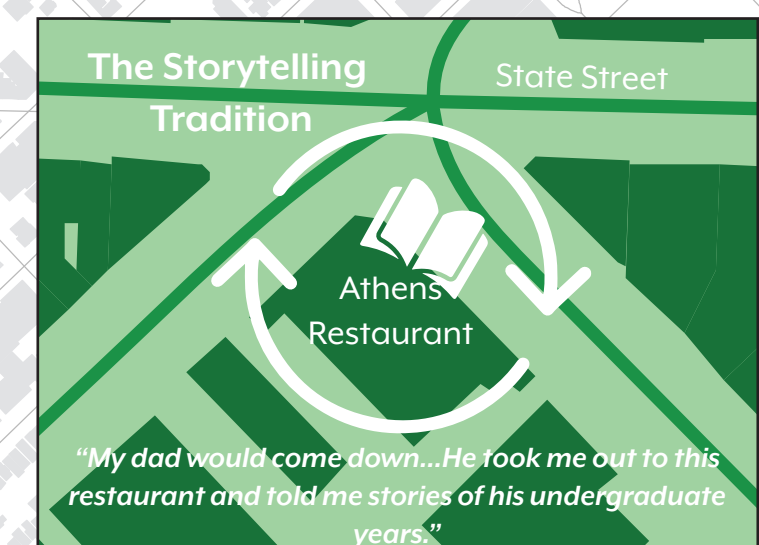 The Storytelling
Tradition
State Street
Athens
Restaurant
“My dad would come down...He took me out to this
restaurant and told me stories of his undergraduate
years.”